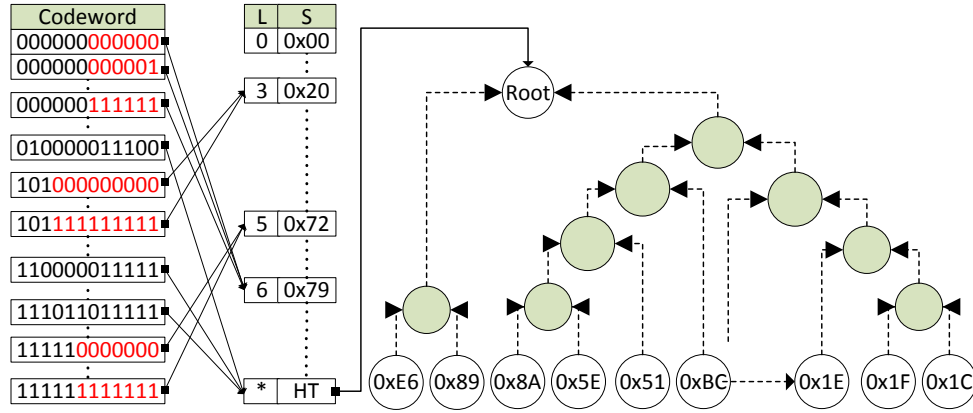 Codeword
000000000000
000000000001
000000111111
010000011100
101000000000
101111111111
110000011111
111011011111
111110000000
111111111111
L S
0 0x00
3 0x20
5 0x72
6 0x79
* HT
Root
0xE6 0x89 0x8A 0x5E 0x51 0xBC 0x1E 0x1F 0x1C